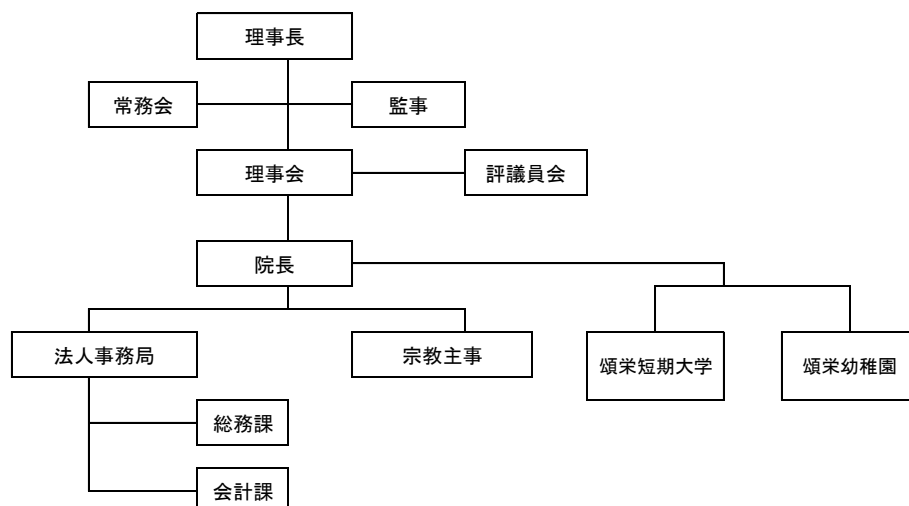 理事長
常務会
監事
理事会
評議員会
院長
法人事務局
宗教主事
頌栄短期大学
頌栄幼稚園
総務課
会計課